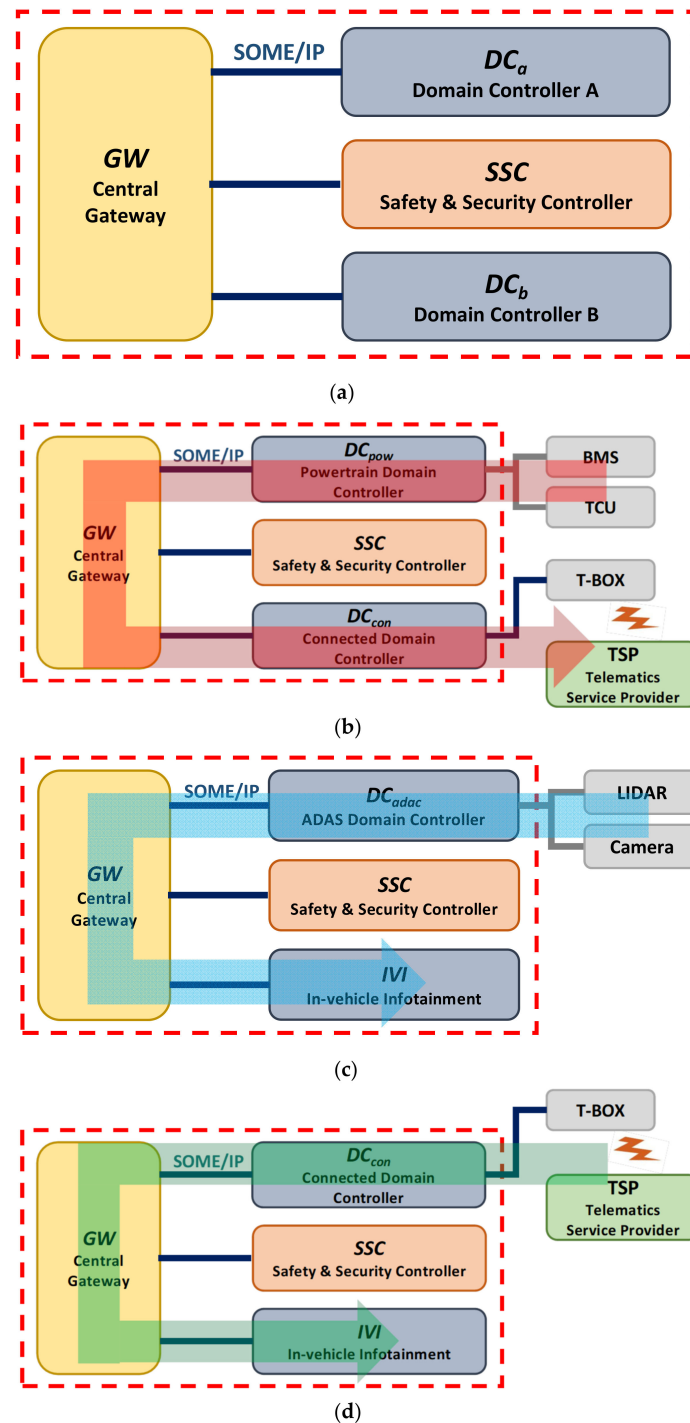 SOME/IP
DCa
Domain Controller A
GW
Central
Gateway
SSC
Safety & Security Controller
DCb
Domain Controller B
(a)
SOME/IP
DCpow
Powertrain Domain
Controller
BMS
TCU
GW
Central
Gateway
SSC
Safety & Security Controller
T-BOX
DCcon
Connected Domain
Controller
TSP
Telematics
Service Provider
(b)
SOME/IP
DCadac
ADAS Domain Controller
LIDAR
Camera
GW
Central
Gateway
SSC
Safety & Security Controller
IVI
In-vehicle Infotainment
(c)
T-BOX
SOME/IP
DCcon
Connected Domain
Controller
TSP
Telematics
Service Provider
GW
Central
Gateway
SSC
Safety & Security Controller
IVI
In-vehicle Infotainment
(d)